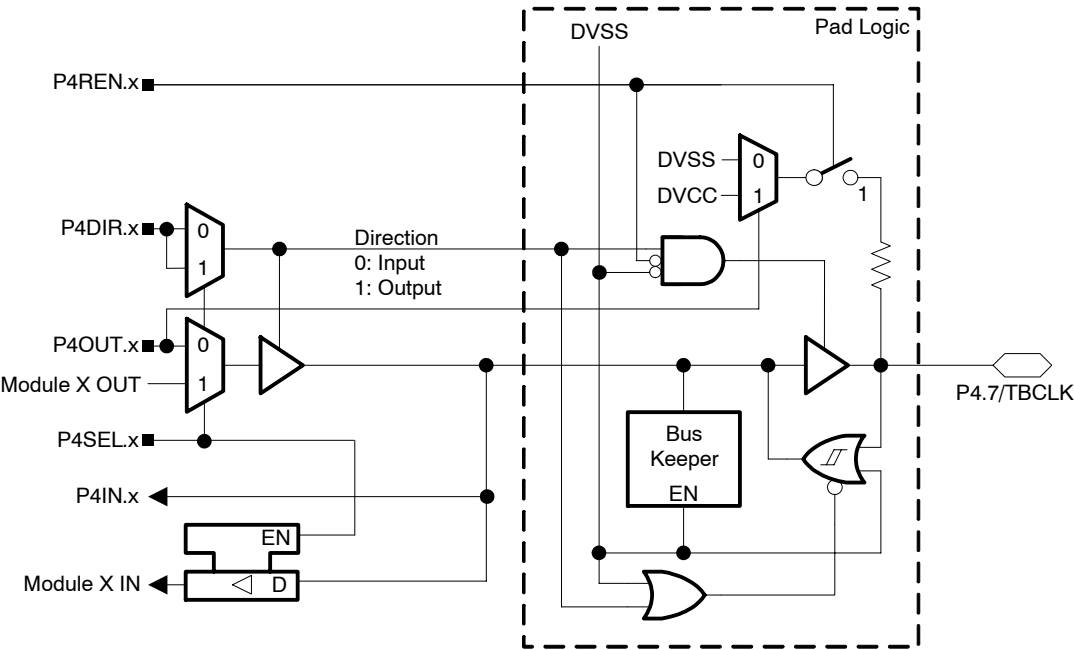 DVSS
Pad Logic
P4REN.x
DVSS
0
DVCC
1
1
P4DIR.x
0
1
Direction
0: Input
1: Output
P4OUT.x
0
Module X OUT
1
P4.7/TBCLK
P4SEL.x
Bus
Keeper
EN
P4IN.x
EN
Module X IN
D